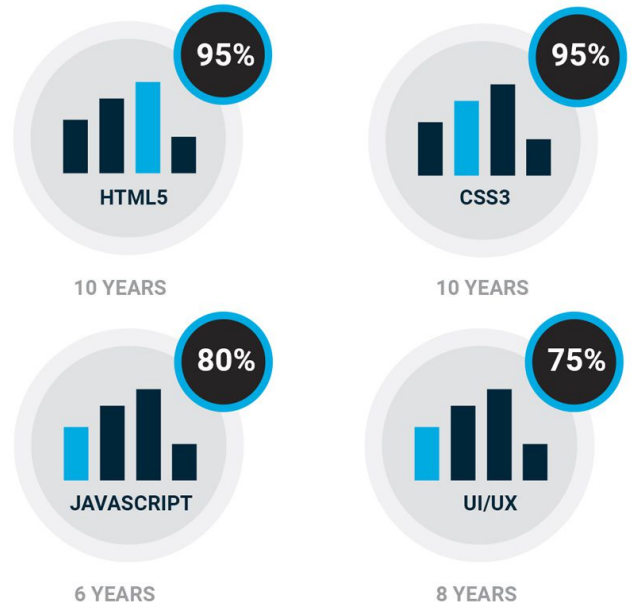 95%
HTML5
10 YEARS
95%
CSS3
10 YEARS
80%
JAVASCRIPT
6 YEARS
75%
UI/UX
8 YEARS